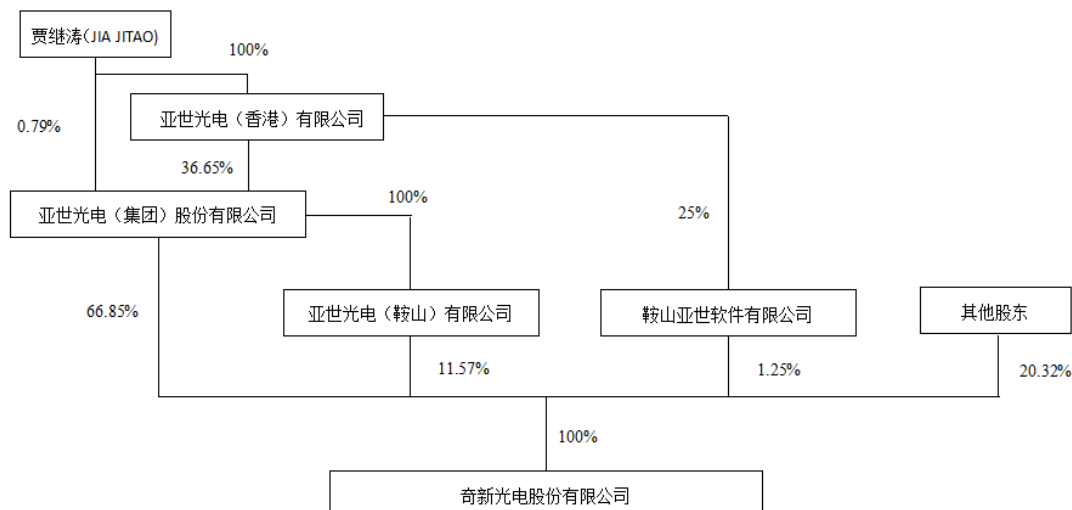 贾继涛(JIA JITAO)
100%
亚世光电（香港）有限公司
0.79%
36.65%
100%
亚世光电（集团）股份有限公司
25%
66.85%
亚世光电（鞍山）有限公司
鞍山亚世软件有限公司
其他股东
11.57%
1.25%
20.32%
100%
奇新光电股份有限公司